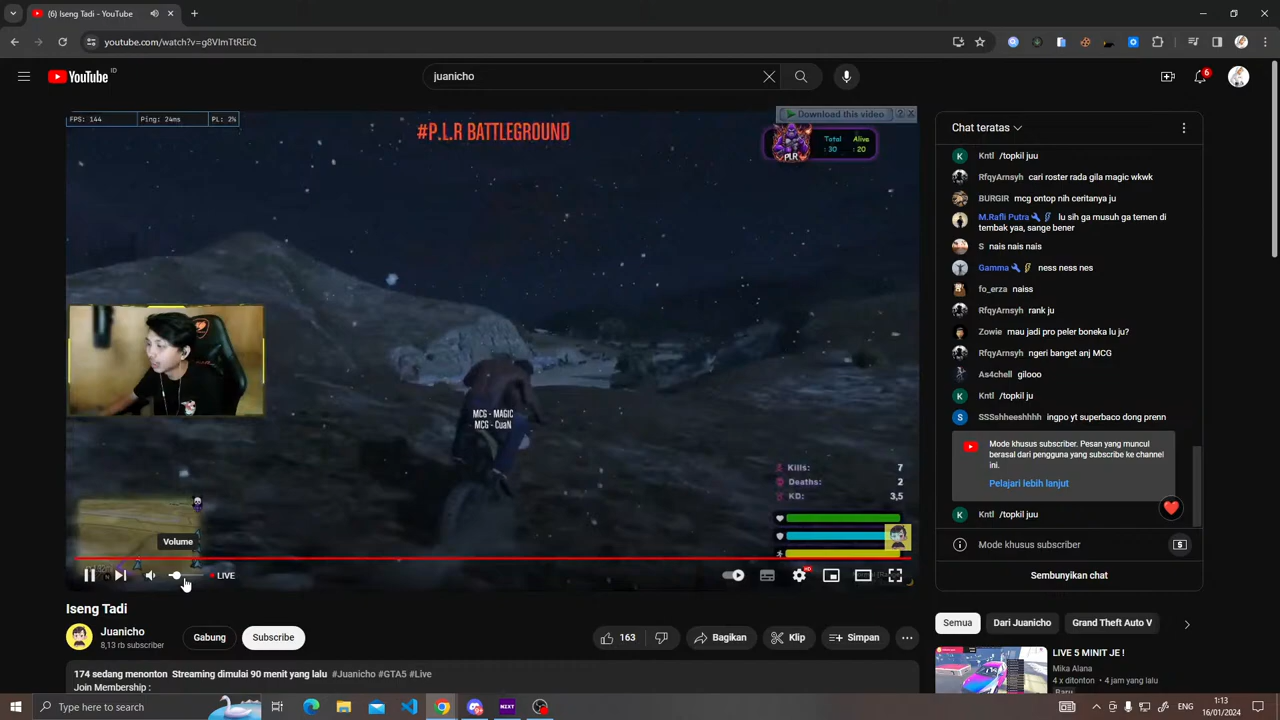 (6) Iseng Tadi - YouTube
youtube.com/watch?v=g8VlmTtREiQ
YouTube ID
juanicho
6
FPS: 144 Ping: 24ms PL: 2%
#P.L.R BATTLEGROUND
Download this video ? X
PLR
Total Alive
: 30 : 20
MCG - MAGIC
MCG - CuaN
Kills: 7
Deaths: 2
KD: 3,5
Volume
LIVE
HD
Iseng Tadi
Juanicho
8,13 rb subscriber
Gabung
Subscribe
163
Bagikan
Klip
Simpan
174 sedang menonton Streaming dimulai 90 menit yang lalu #Juanicho #GTA5 #Live
Join Membership :
Chat teratas
K Kntl /topkil juu
RfqyArnsyh cari roster rada gila magic wkwk
BURGIR mcg ontop nih ceritanya ju
M.Rafli Putra lu sih ga musuh ga temen di
tembak yaa, sange bener
S nais nais nais
Gamma ness ness nes
fo_erza naiss
RfqyArnsyh rank ju
Zowie mau jadi pro peler boneka lu ju?
RfqyArnsyh ngeri banget anj MCG
As4chell gilooo
K Kntl /topkil ju
S SSSshheeshhhh ingpo yt superbaco dong prenn
Mode khusus subscriber. Pesan yang muncul
berasal dari pengguna yang subscribe ke channel
ini.
Pelajari lebih lanjut
K Kntl /topkil juu
Mode khusus subscriber
Sembunyikan chat
Semua
Dari Juanicho
Grand Theft Auto V
LIVE 5 MINIT JE !
Mika Alana
4 x ditonton • 4 jam yang lalu
Baru
Type here to search
NIXT
1:13
16/01/2024